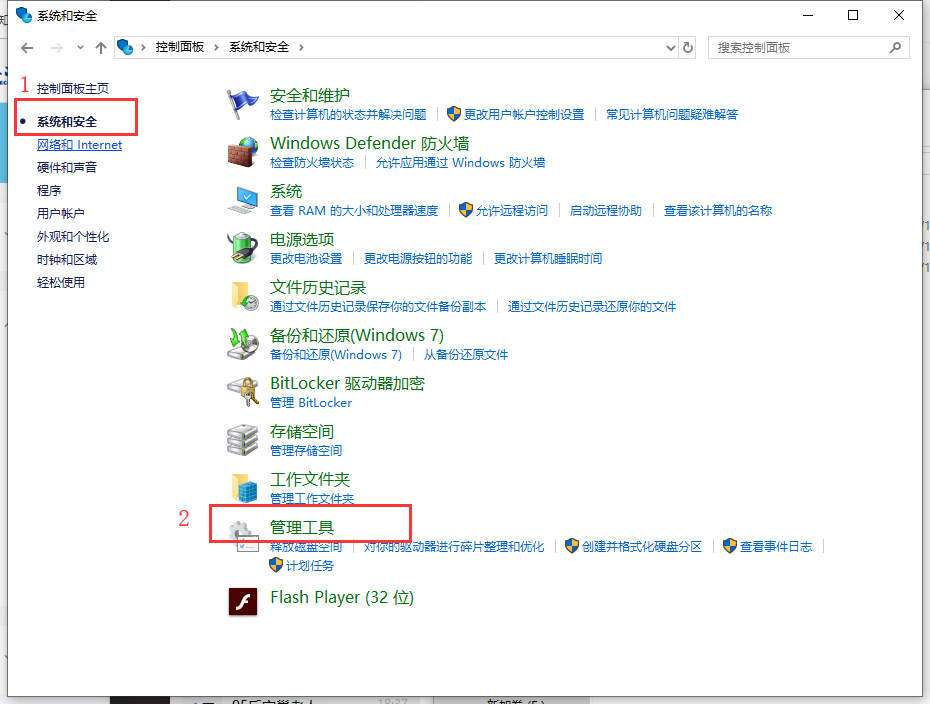 系统和安全
控制面板 系统和安全
搜索控制面板
1
控制面板主页
系统和安全
网络和 Internet
硬件和声音
程序
用户帐户
外观和个性化
时钟和区域
轻松使用
安全和维护
检查计算机的状态并解决问题 更改用户帐户控制设置 常见计算机问题疑难解答
Windows Defender 防火墙
检查防火墙状态 允许应用通过 Windows 防火墙
系统
查看 RAM 的大小和处理器速度 允许远程访问 启动远程协助 查看该计算机的名称
电源选项
更改电池设置 更改电源按钮的功能 更改计算机睡眠时间
文件历史记录
通过文件历史记录保存你的文件备份副本 通过文件历史记录还原你的文件
备份和还原(Windows 7)
备份和还原(Windows 7) 从备份还原文件
BitLocker 驱动器加密
管理 BitLocker
存储空间
管理存储空间
工作文件夹
管理工作文件夹
2
管理工具
释放磁盘空间 对你的驱动器进行碎片整理和优化 创建并格式化硬盘分区 查看事件日志
计划任务
Flash Player (32 位)